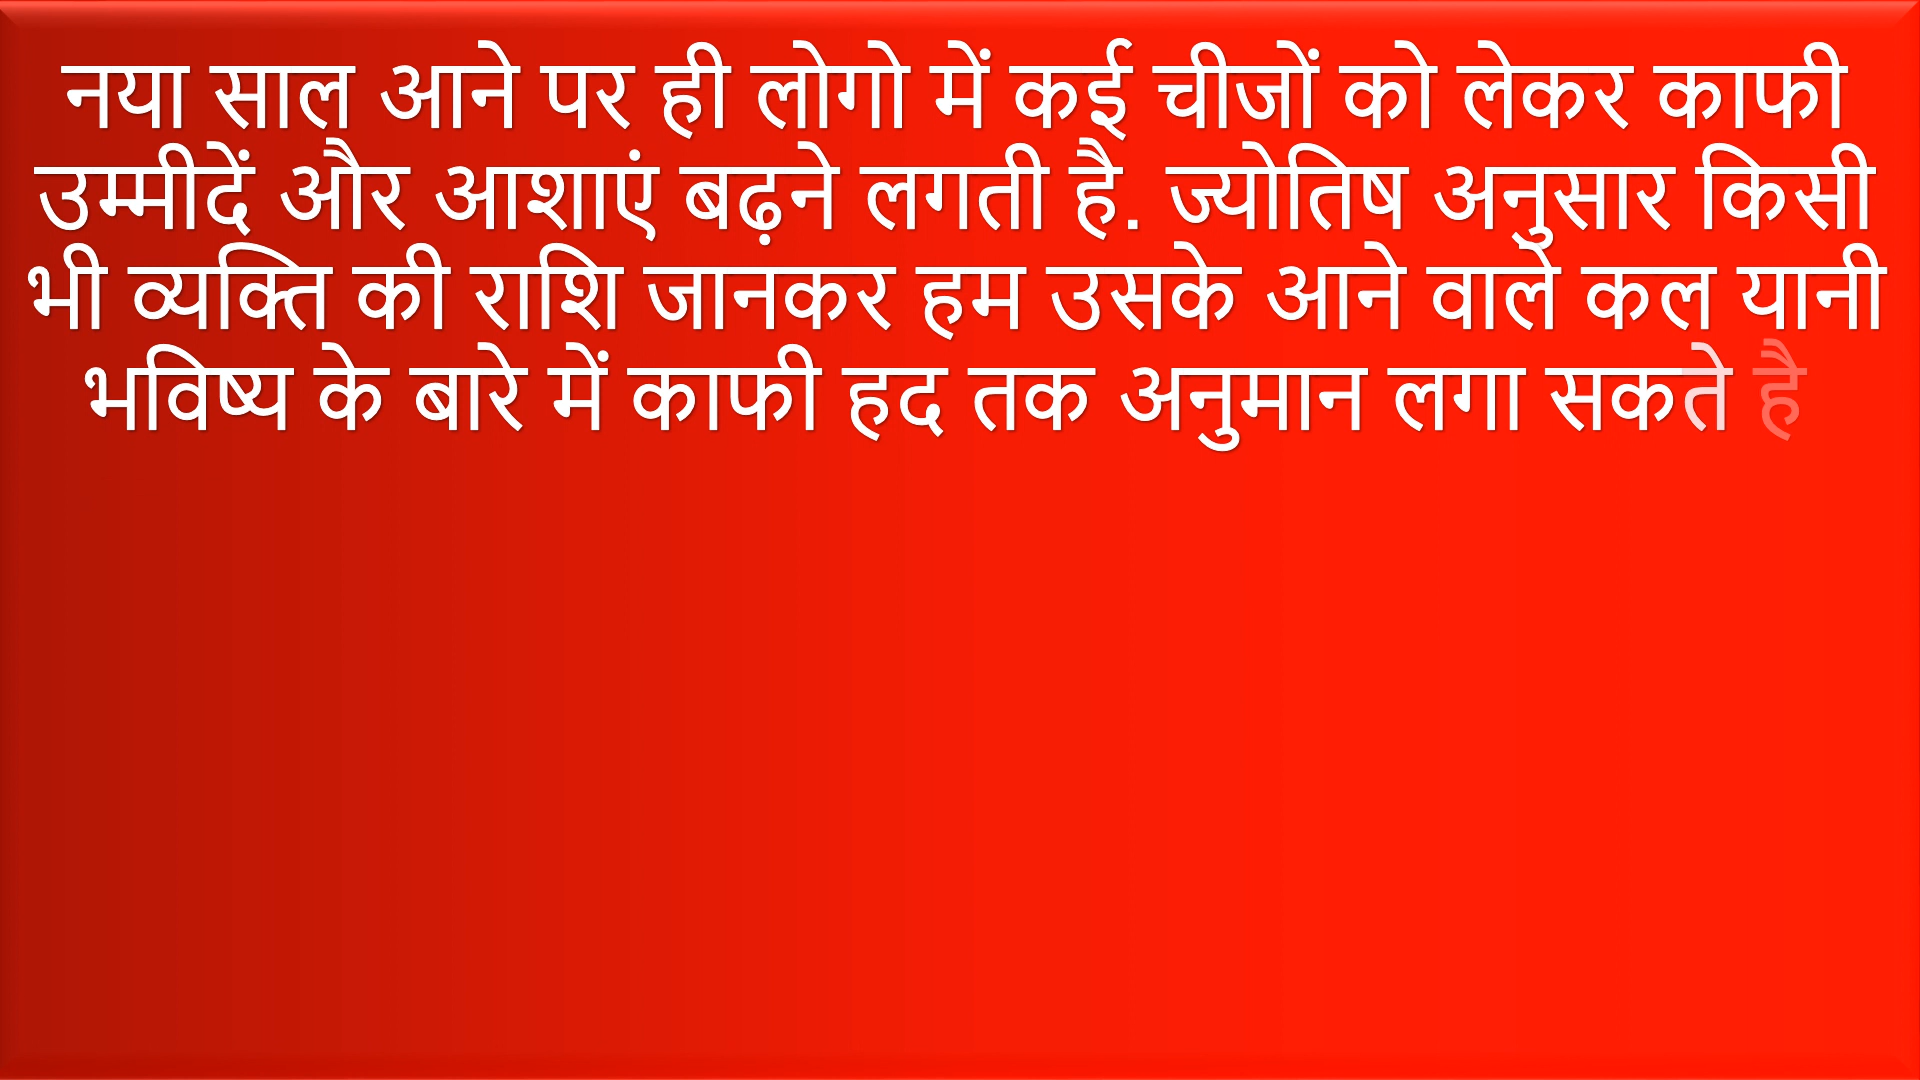 नया साल आने पर ही लोगो में कई चीजों को लेकर काफी
उम्मीदें और आशाएं बढ़ने लगती है. ज्योतिष अनुसार किसी
भी व्यक्ति की राशि जानकर हम उसके आने वाले कल यानी
भविष्य के बारे में काफी हद तक अनुमान लगा सकते है